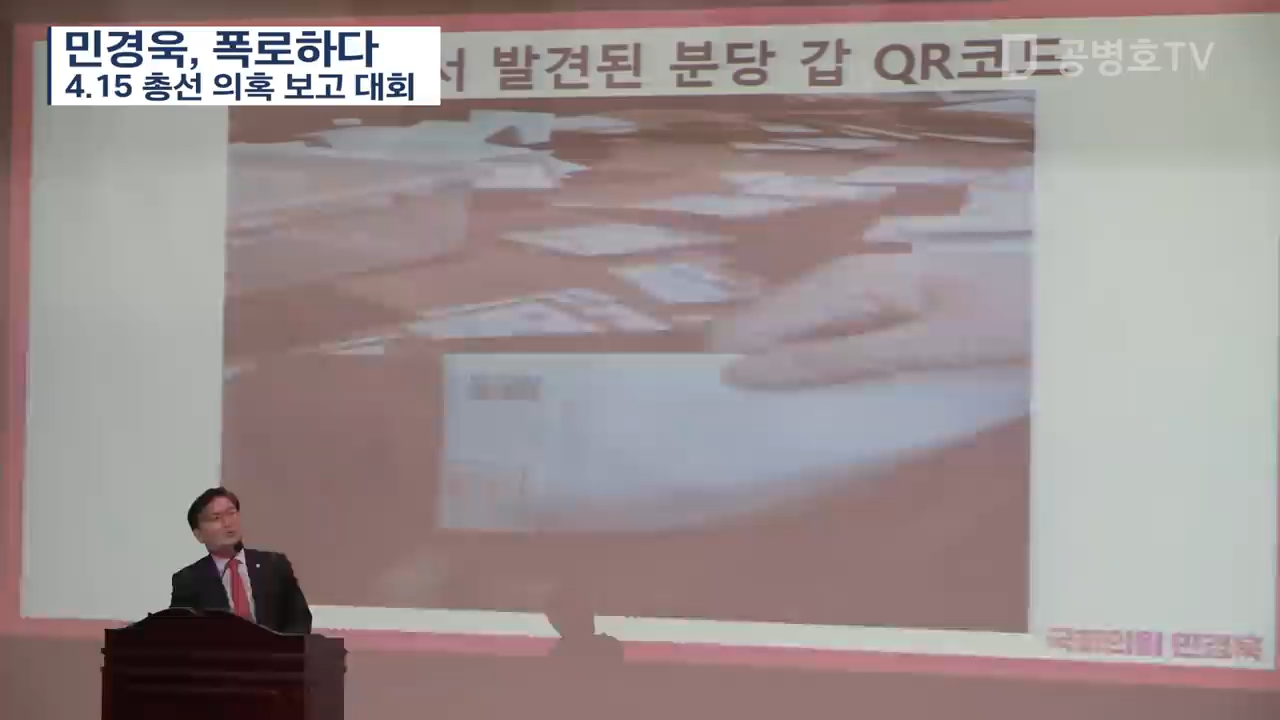 민경욱, 폭로하다
4.15 총선 의혹 보고 대회
서 발견된 분당 갑 QR코드
공병호TV
국회의원 민경욱